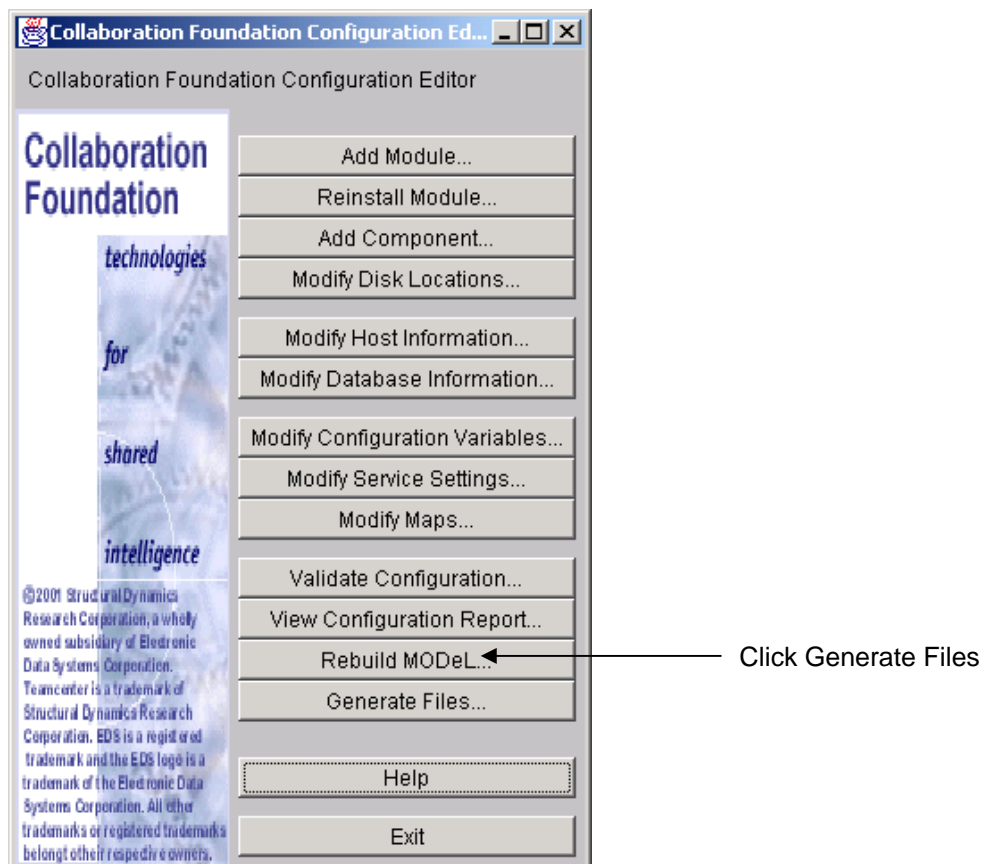 Collaboration Foundation Configuration Ed...
Collaboration Foundation Configuration Editor
Collaboration
Foundation
technologies
for
shared
intelligence
©2001 Structural Dynamics
Research Corporation, a wholly
owned subsidiary of Electronic
Data Systems Corporation.
Teamcenter is a trademark of
Structural Dynamics Research
Corporation. EDS is a registered
trademark and the EDS logo is a
trademark of the Electronic Data
Systems Corporation. All other
trademarks or registered trademarks
belongt otheir respective owners.
Add Module...
Reinstall Module...
Add Component...
Modify Disk Locations...
Modify Host Information...
Modify Database Information...
Modify Configuration Variables...
Modify Service Settings...
Modify Maps...
Validate Configuration...
View Configuration Report...
Rebuild MODeL...
Generate Files...
Help
Exit
Click Generate Files